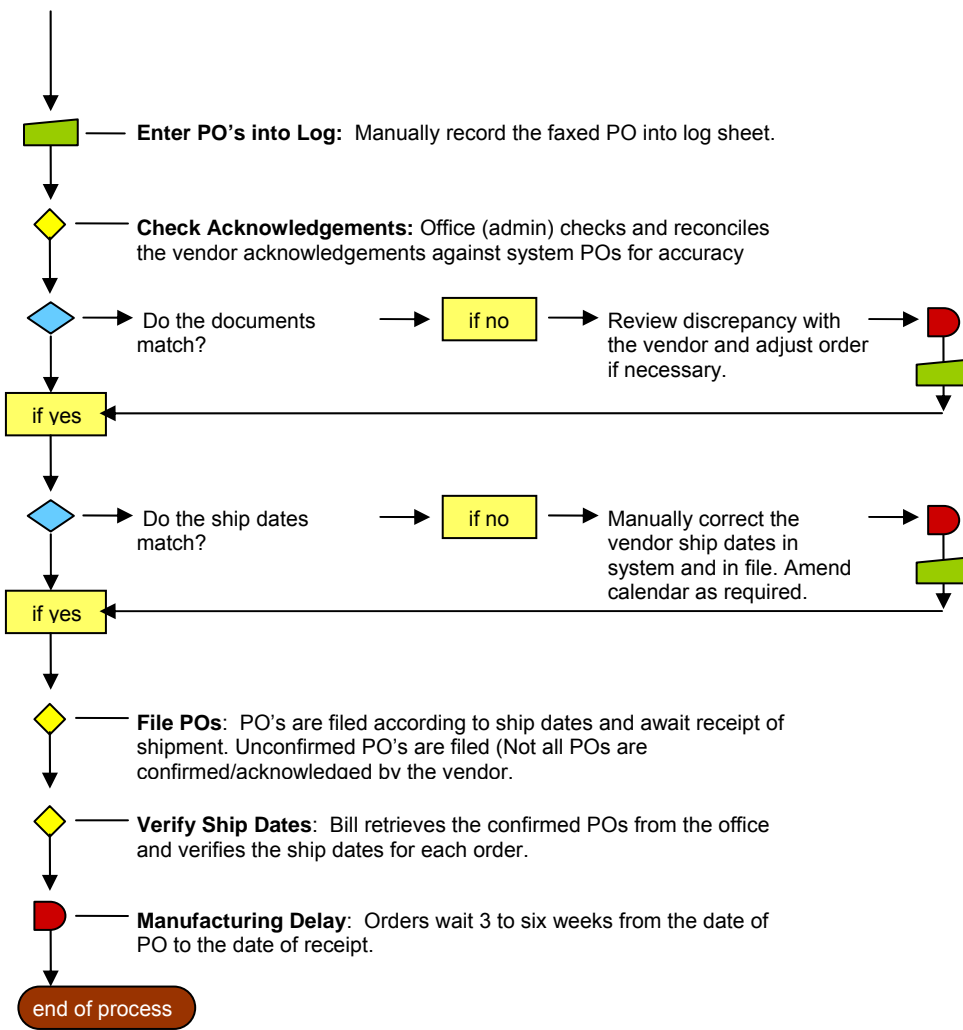 Enter PO's into Log:  Manually record the faxed PO into log sheet.
Check Acknowledgements: Office (admin) checks and reconciles
the vendor acknowledgements against system POs for accuracy
Do the documents
match?
if no
Review discrepancy with
the vendor and adjust order
if necessary.
if yes
Do the ship dates
match?
if no
Manually correct the
vendor ship dates in
system and in file. Amend
calendar as required.
if yes
File POs:  PO's are filed according to ship dates and await receipt of
shipment. Unconfirmed PO's are filed (Not all POs are
confirmed/acknowledged by the vendor.
Verify Ship Dates:  Bill retrieves the confirmed POs from the office
and verifies the ship dates for each order.
Manufacturing Delay:  Orders wait 3 to six weeks from the date of
PO to the date of receipt.
end of process